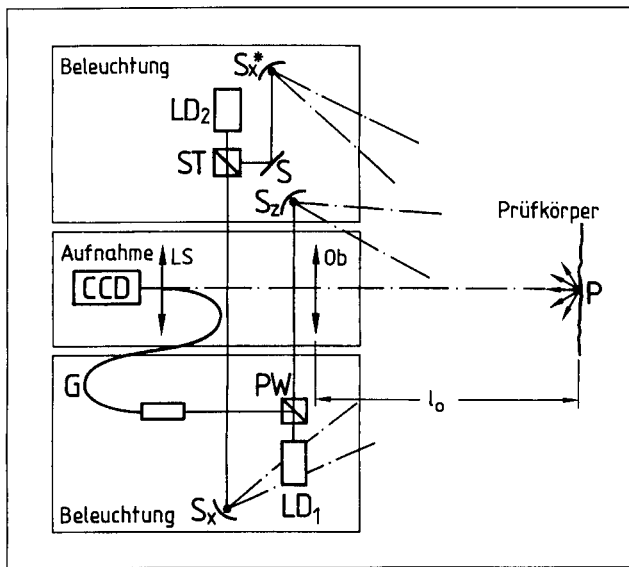 Beleuchtung
Sx*
LD2
ST
S
Sz
Prüfkörper
Aufnahme
LS
Ob
CCD
P
G
PW
lo
Sx
LD1
Beleuchtung